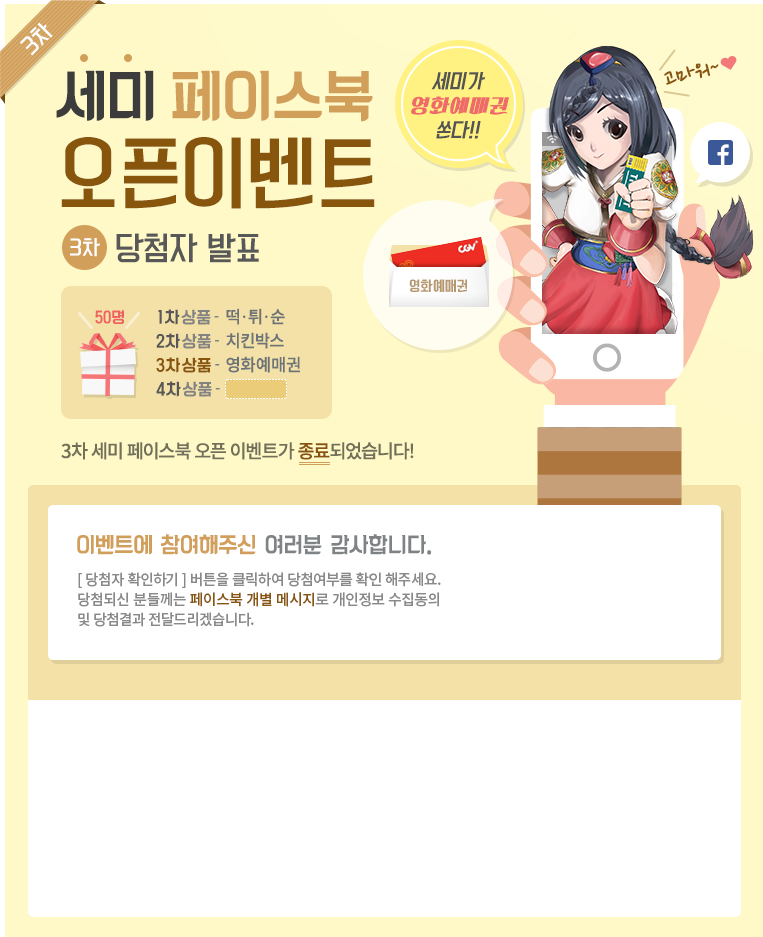 3차
세미 페이스북
오픈이벤트
3차 당첨자 발표
세미가
영화예매권
쏜다!!
고마워~
f
CGV
영화예매권
50명
1차상품 - 떡·튀·순
2차상품 - 치킨박스
3차상품 - 영화예매권
4차상품 -
3차 세미 페이스북 오픈 이벤트가 종료되었습니다!
이벤트에 참여해주신 여러분 감사합니다.
[ 당첨자 확인하기 ] 버튼을 클릭하여 당첨여부를 확인 해주세요.
당첨되신 분들께는 페이스북 개별 메시지로 개인정보 수집동의
및 당첨결과 전달드리겠습니다.